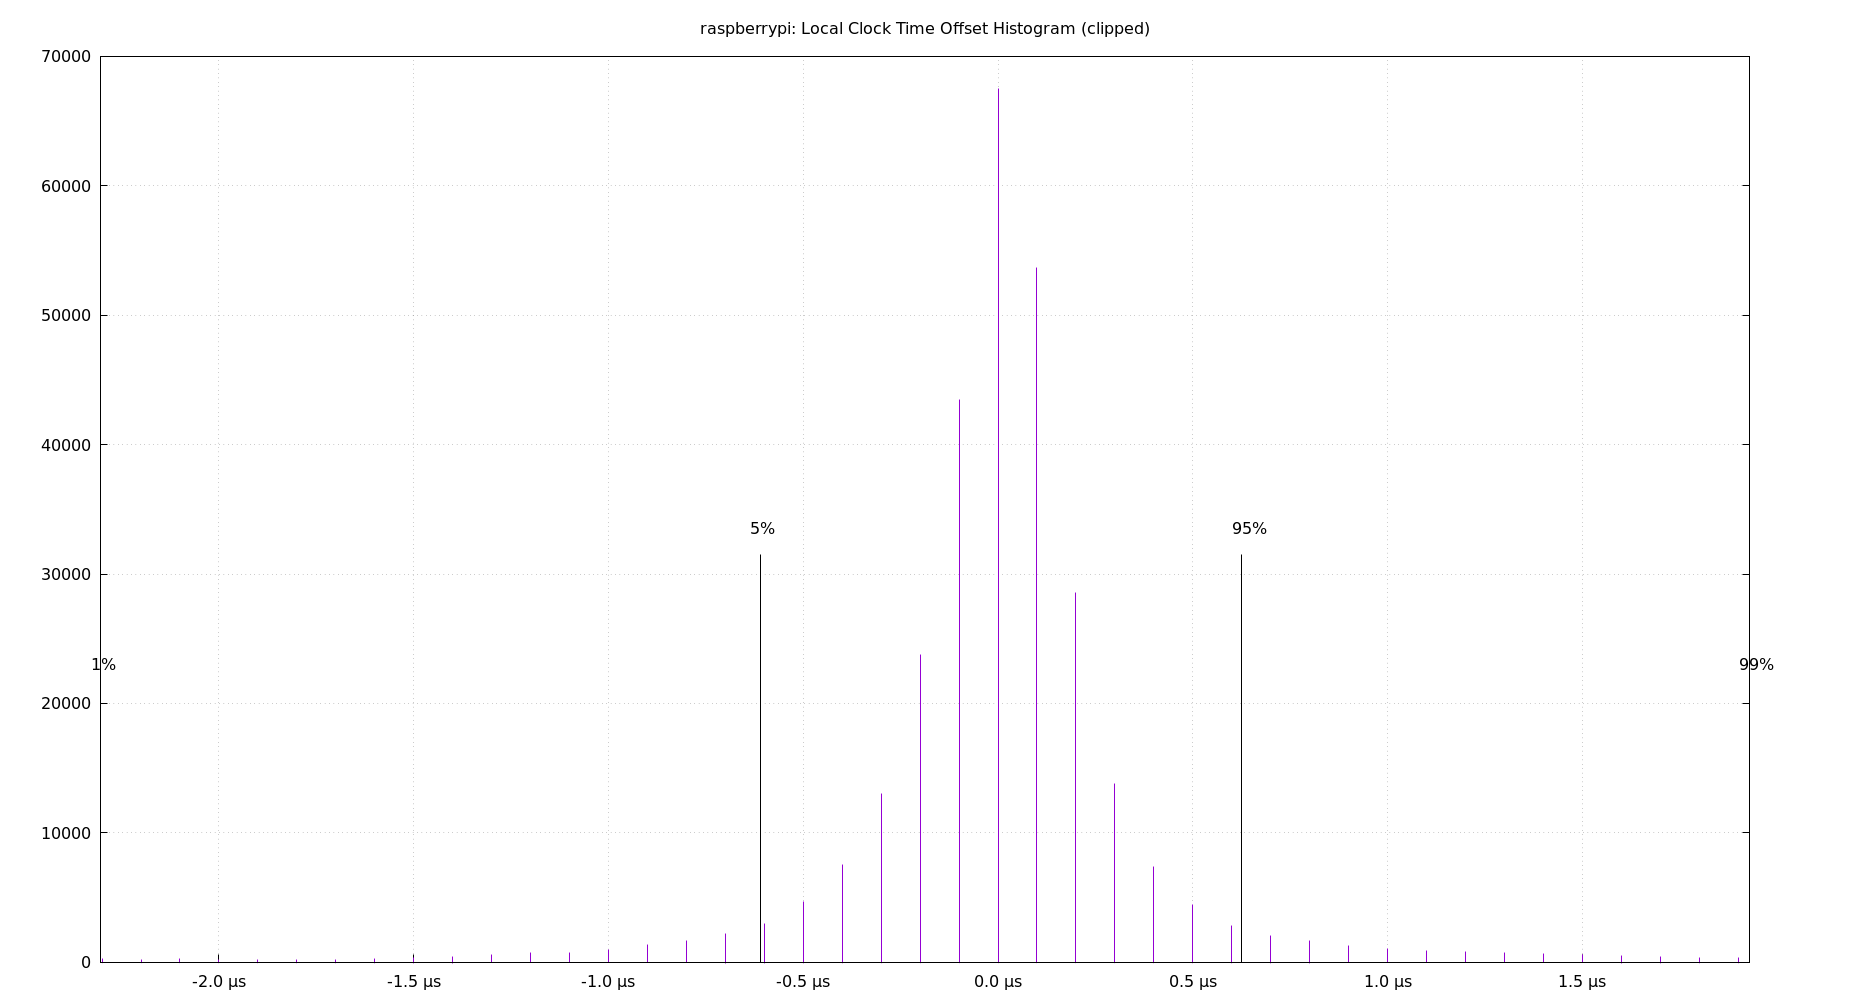 raspberrypi: Local Clock Time Offset Histogram (clipped)
70000
60000
50000
40000
5%
95%
30000
1%
99%
20000
10000
0
-2.0 µs
-1.5 µs
-1.0 µs
-0.5 µs
0.0 µs
0.5 µs
1.0 µs
1.5 µs